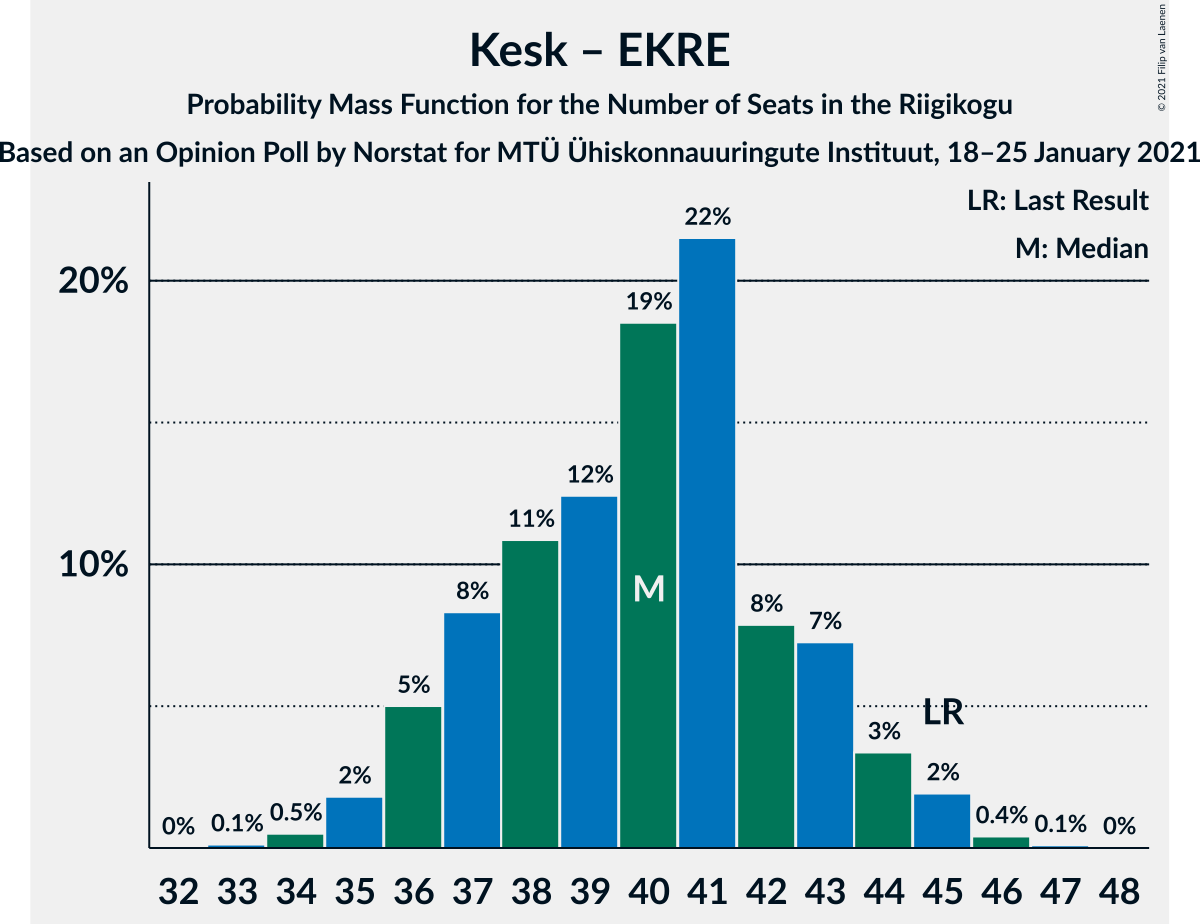 Kesk – EKRE
Probability Mass Function for the Number of Seats in the Riigikogu
Based on an Opinion Poll by Norstat for MTÜ Ühiskonnauuringute Instituut, 18–25 January 2021
© 2021 Filip van Laenen
LR: Last Result
M: Median
20%
10%
0% 0.1% 0.5% 2% 5% 8% 11% 12% 19% 22% 8% 7% 3% 2% 0.4% 0.1% 0%
M
LR
32 33 34 35 36 37 38 39 40 41 42 43 44 45 46 47 48